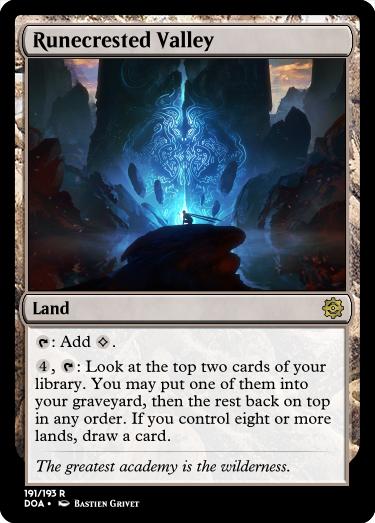 Runecrested Valley
Land
: Add .
4, : Look at the top two cards of your
library. You may put one of them into
your graveyard, then the rest back on top
in any order. If you control eight or more
lands, draw a card.
The greatest academy is the wilderness.
191/193 R
DOA • Bastien Grivet